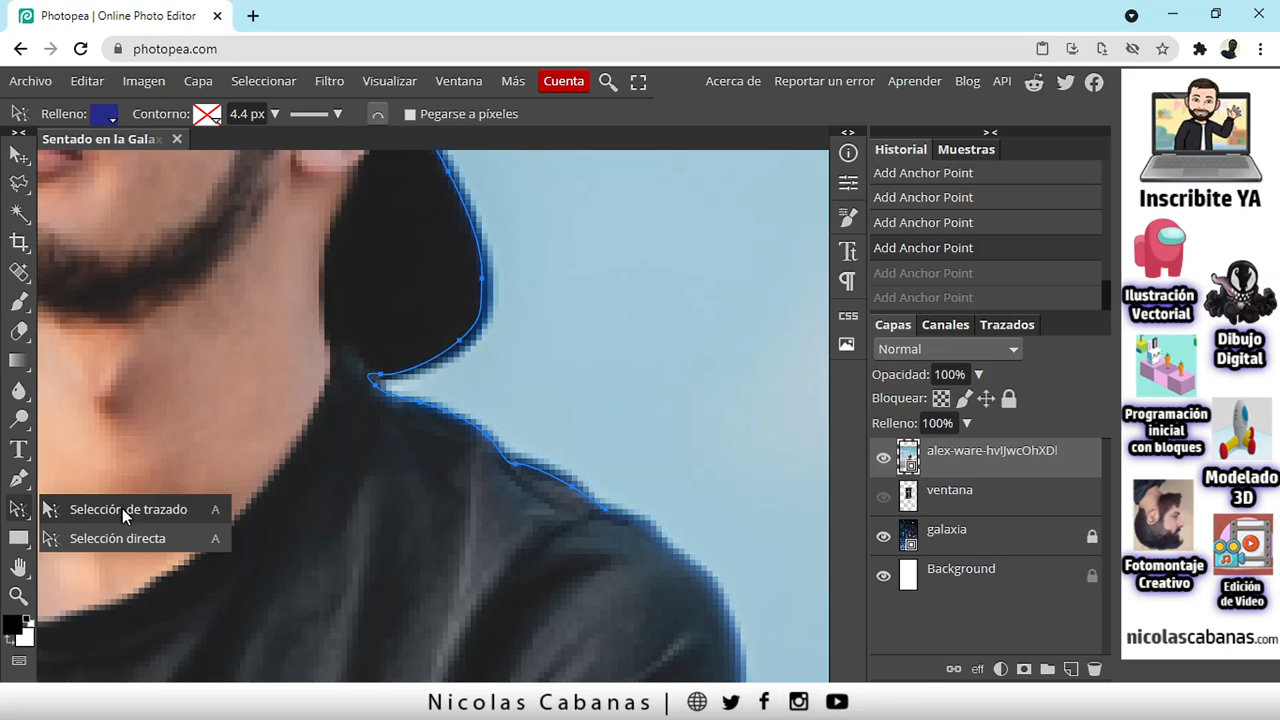 Photopea | Online Photo Editor
photopea.com
Archivo Editar Imagen Capa Seleccionar Filtro Visualizar Ventana Más Cuenta Acerca de Reportar un error Aprender Blog API
Relleno: Contorno: 4.4 px Pegarse a píxeles
Sentado en la Gala
Historial Muestras
Add Anchor Point
Add Anchor Point
Add Anchor Point
Add Anchor Point
Add Anchor Point
Add Anchor Point
CSS
Capas Canales Trazados
Normal
Opacidad: 100%
Bloquear:
Relleno: 100%
alex-ware-hvIJwcOhXDI
ventana
galaxia
Background
eff
Selección de trazado A
Selección directa A
Inscribite YA
Ilustración
Vectorial
Dibujo
Digital
Programación
inicial
con bloques
Modelado
3D
Fotomontaje
Creativo
Edición
de Video
nicolascabanas.com
Nicolas Cabanas |